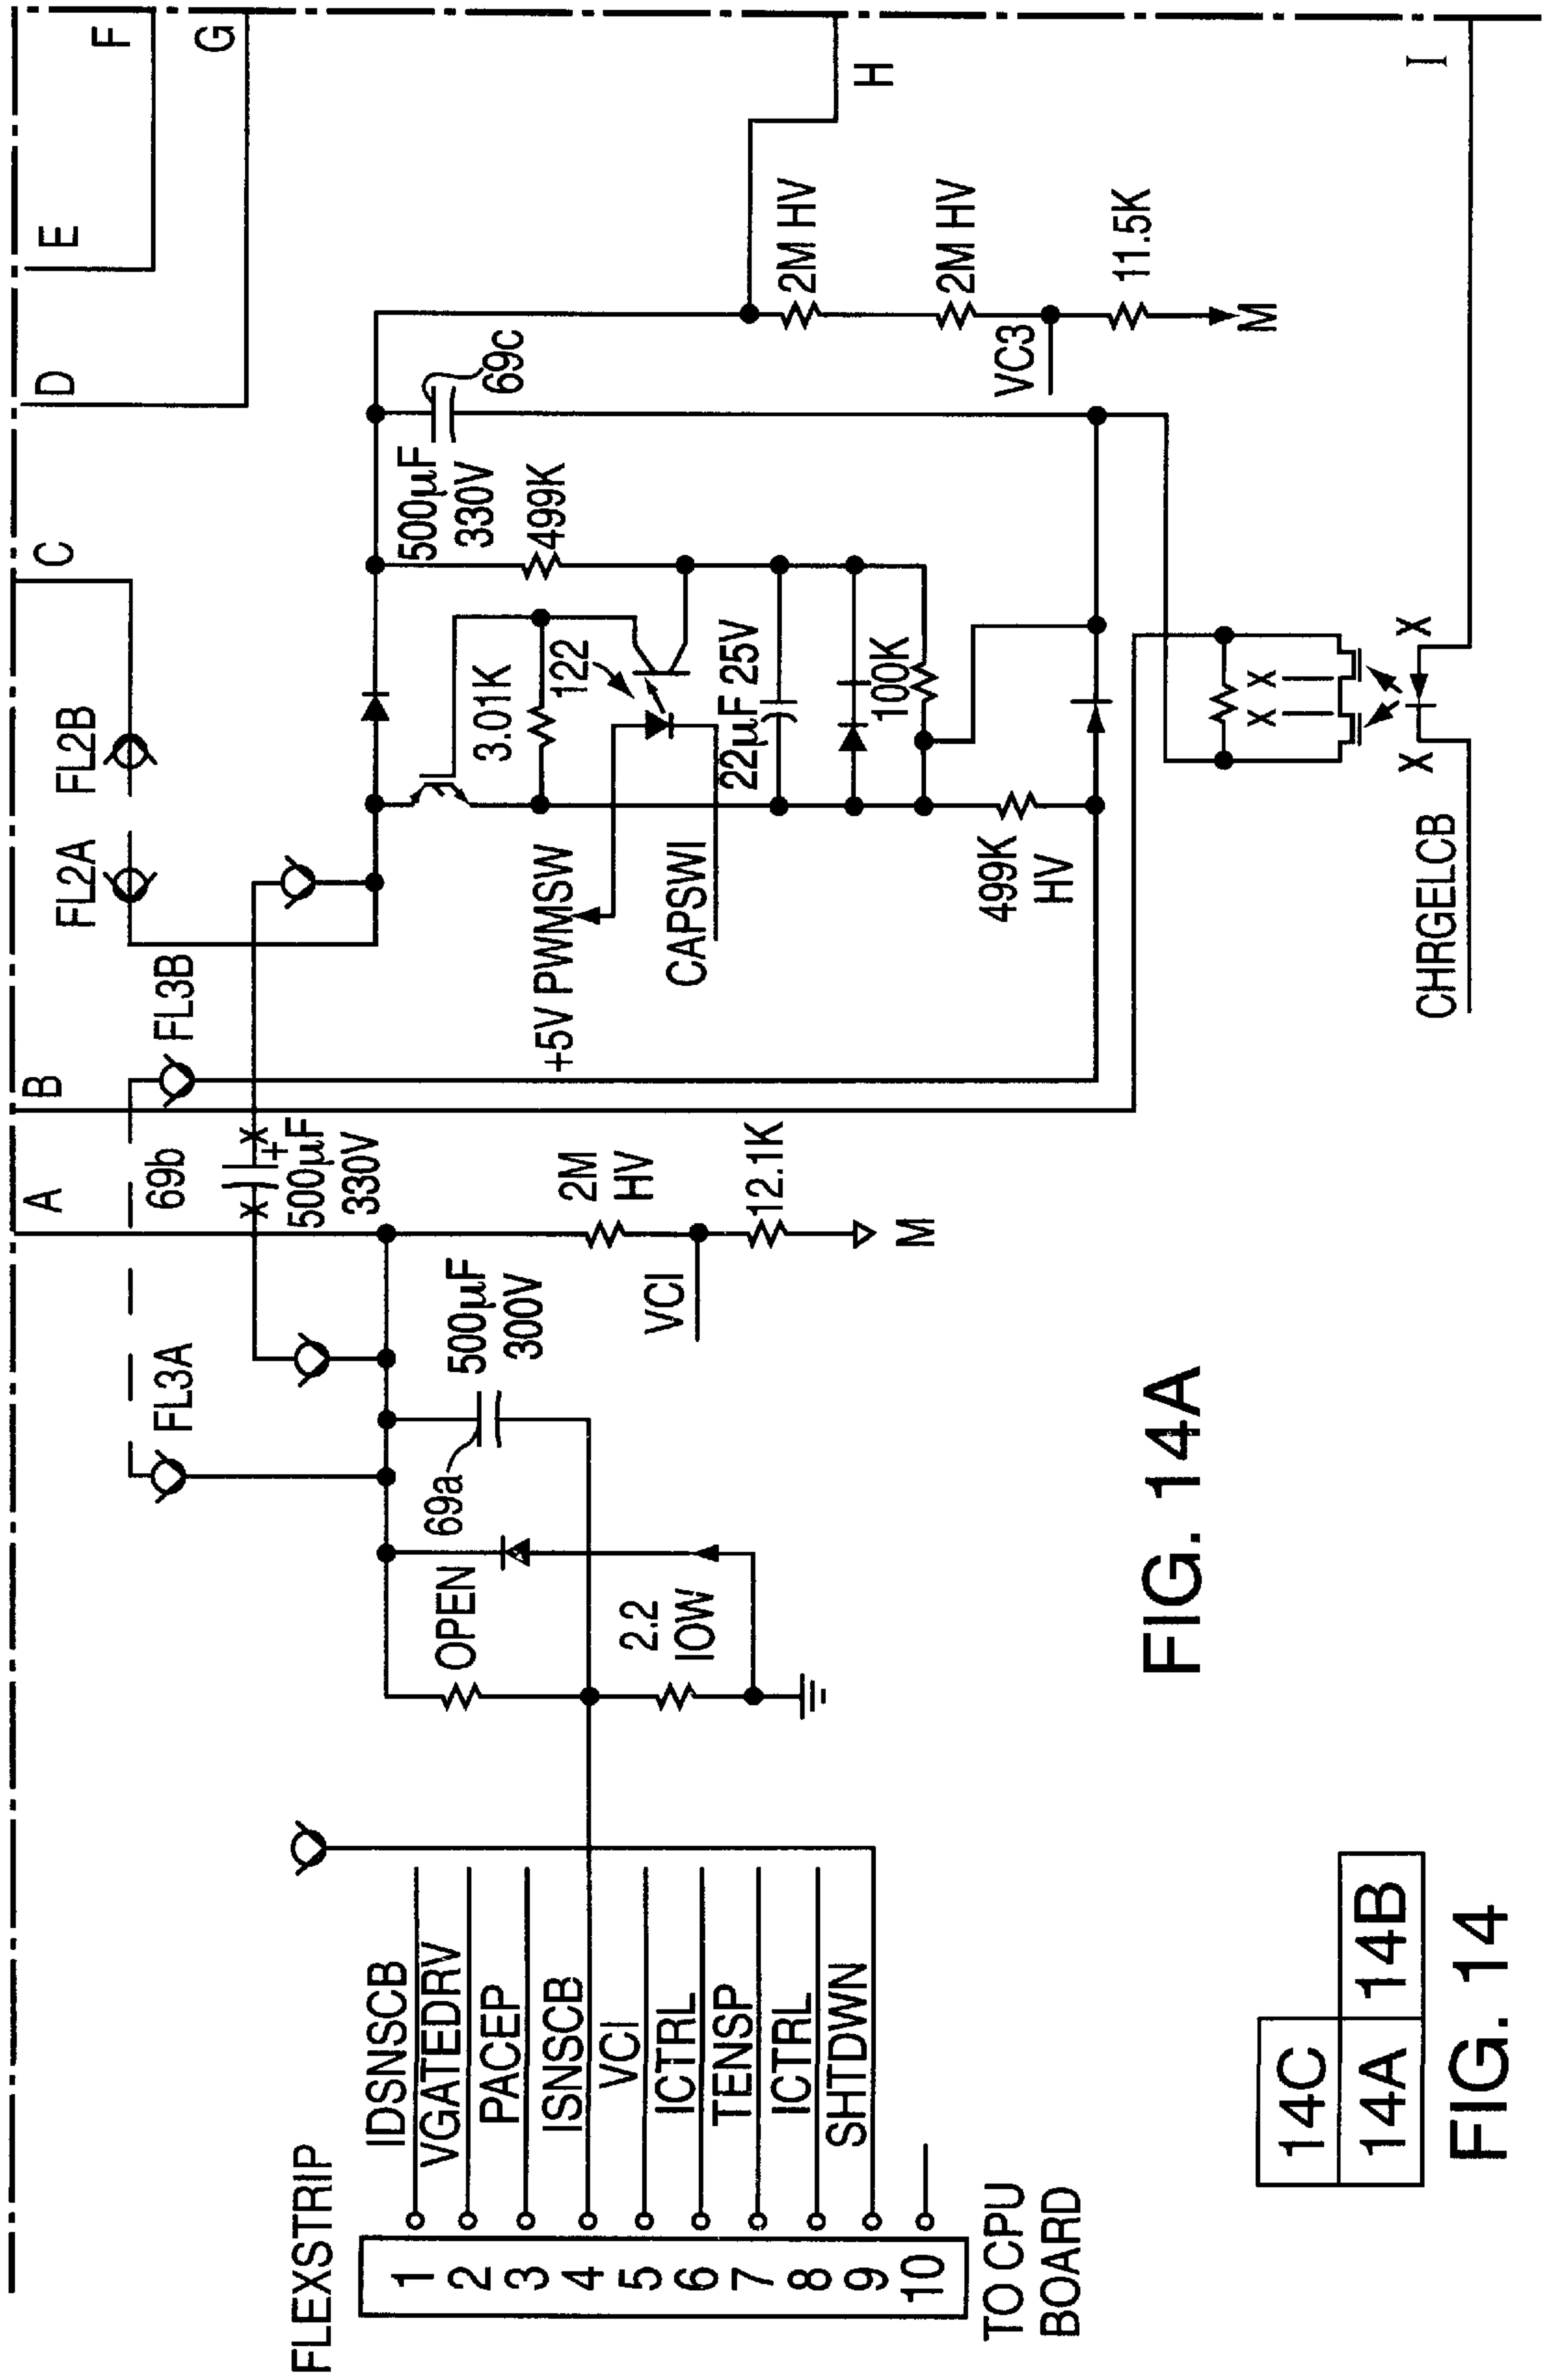 FLEXSTRIP
1
2
3
4
5
6
7
8
9
10
TO CPU
BOARD
IDSNSCB
VGATEDRV
PACEP
ISNSCB
VCI
ICTRL
TENSP
ICTRL
SHTDWN
OPEN
2.2
IOW
69a
500µF
300V
FL3A
A
69b
X
X
+
500µF
330V
2M
HV
VCI
12.1K
M
B
FL3B
FL2A
FL2B
C
D
E
F
G
+5V PWMSW
CAPSWI
3.01K
122
22µF 25V
100K
499K
HV
499K
500µF
330V
69c
2M HV
2M HV
VC3
11.5K
M
H
I
X
X
X
X
CHRGELCB
FIG. 14A
14C
14A
14B
FIG. 14